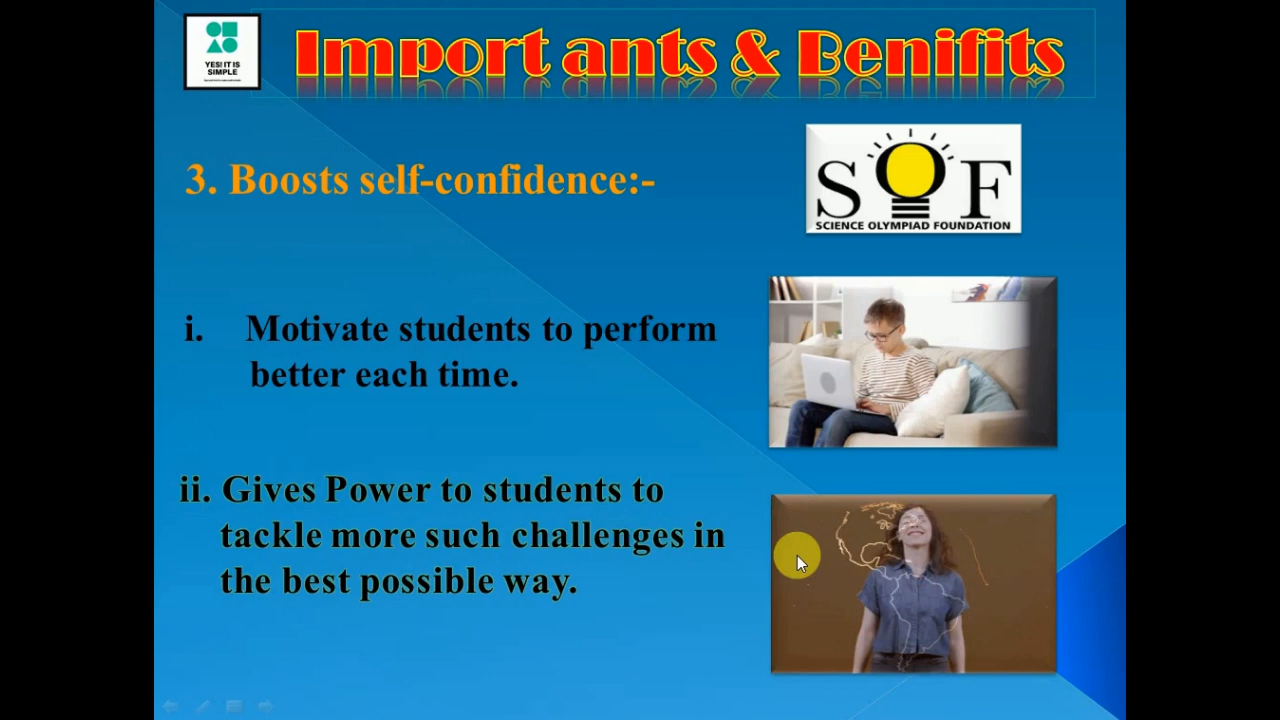 YES! IT IS
SIMPLE
Import ants & Benifits
3. Boosts self-confidence:-
SOF
SCIENCE OLYMPIAD FOUNDATION
i. Motivate students to perform
better each time.
ii. Gives Power to students to
tackle more such challenges in
the best possible way.